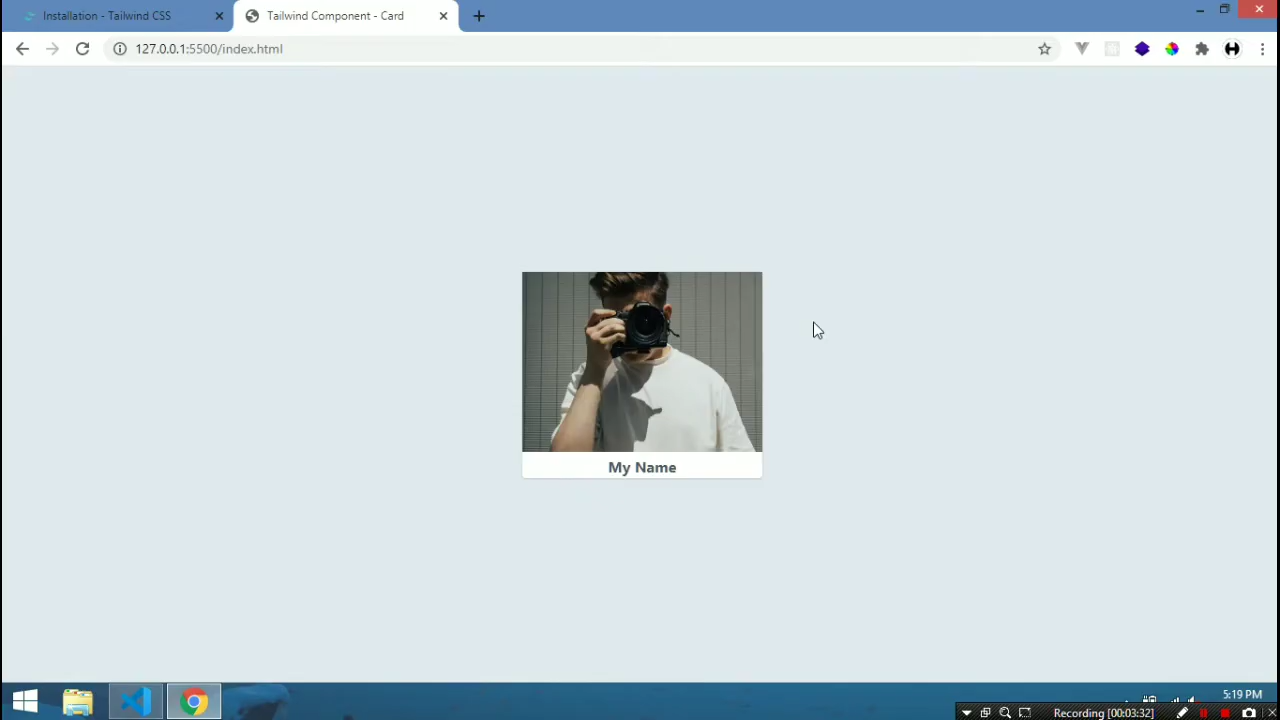 Installation - Tailwind CSS
Tailwind Component - Card
127.0.0.1:5500/index.html
My Name
5:19 PM
Recording [00:03:32]